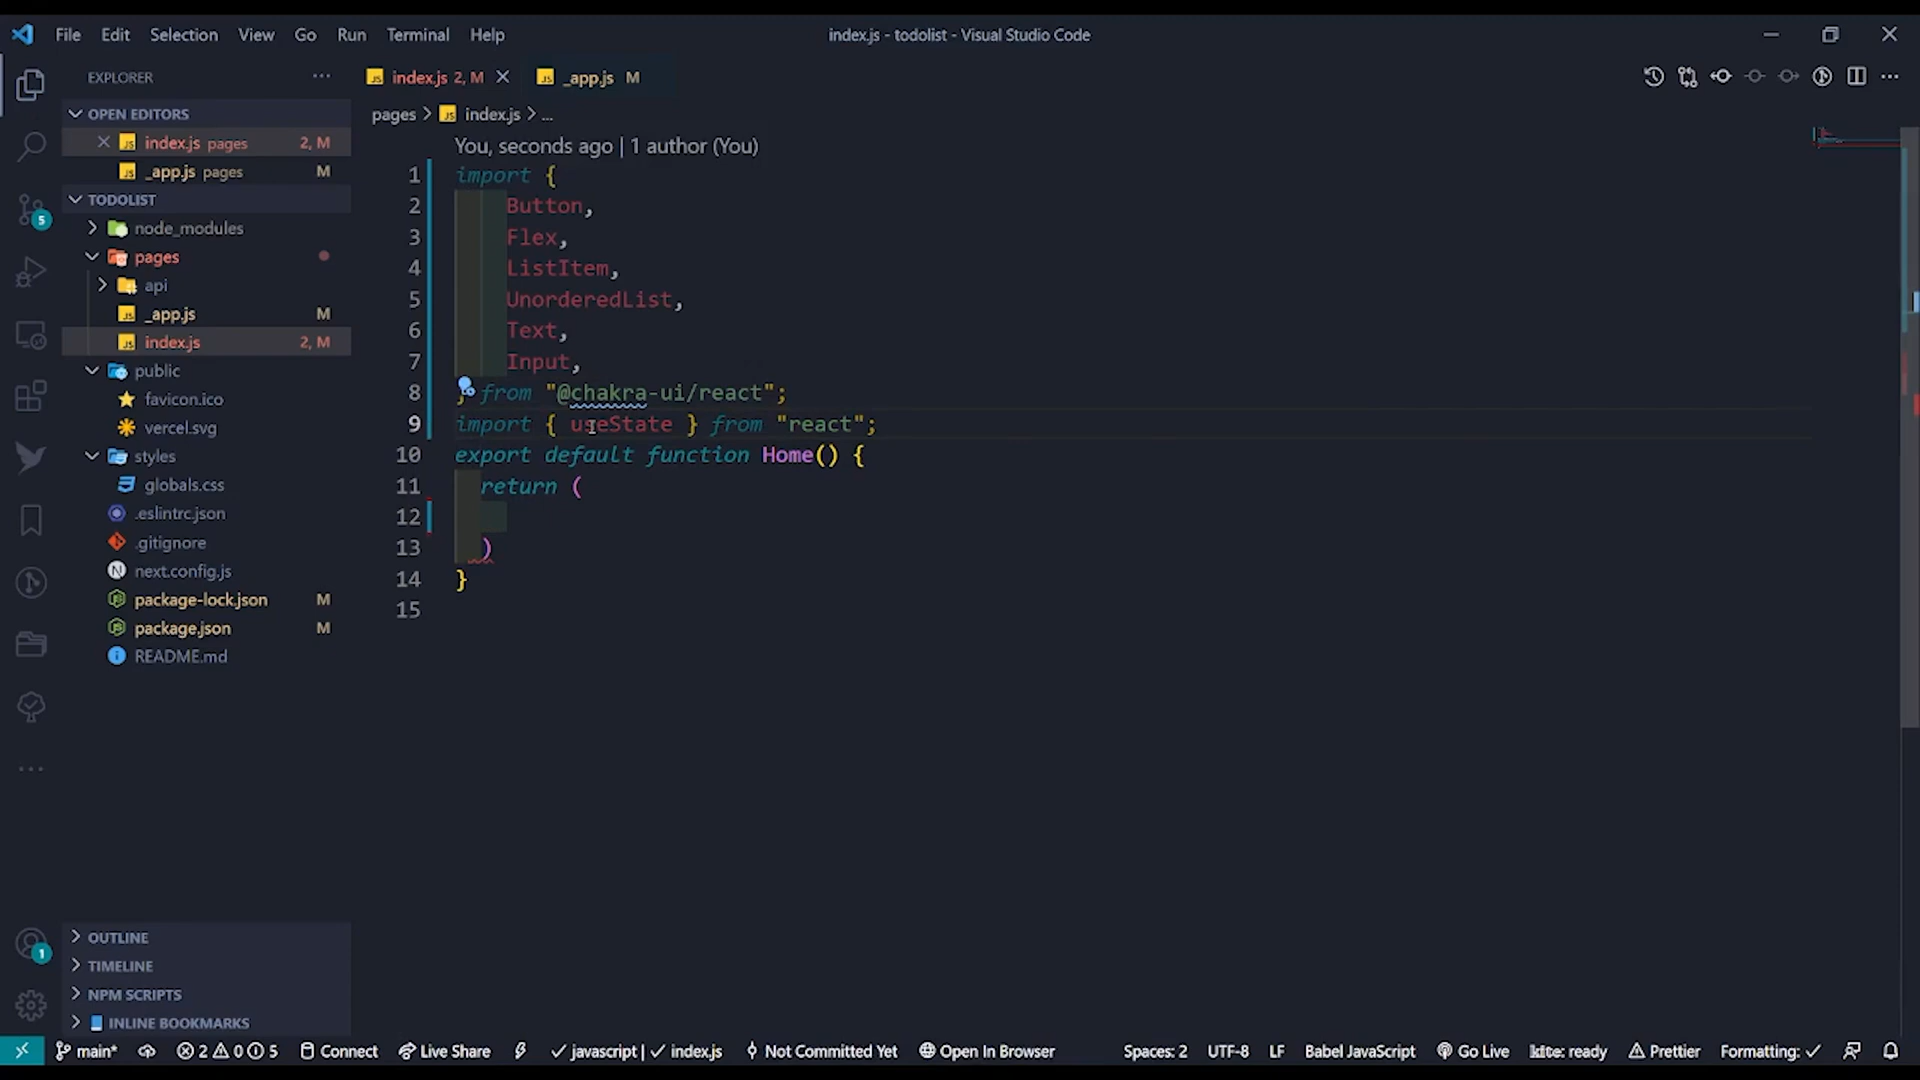 File Edit Selection View Go Run Terminal Help
index.js - todolist - Visual Studio Code
EXPLORER
index.js 2, M
_app.js M
OPEN EDITORS
index.js pages 2, M
_app.js pages M
TODOLIST
node_modules
pages
api
_app.js M
index.js 2, M
public
favicon.ico
vercel.svg
styles
globals.css
.eslintrc.json
.gitignore
next.config.js
package-lock.json M
package.json M
README.md
OUTLINE
TIMELINE
NPM SCRIPTS
INLINE BOOKMARKS
5
1
pages > index.js > ...
You, seconds ago | 1 author (You)
1 import {
2 Button,
3 Flex,
4 ListItem,
5 UnorderedList,
6 Text,
7 Input,
8 } from "@chakra-ui/react";
9 import { useState } from "react";
10 export default function Home() {
11 return (
12
13 )
14 }
15
main* 2 0 5 Connect Live Share javascript | index.js Not Committed Yet Open In Browser Spaces: 2 UTF-8 LF Babel JavaScript Go Live kite: ready Prettier Formatting: ✓